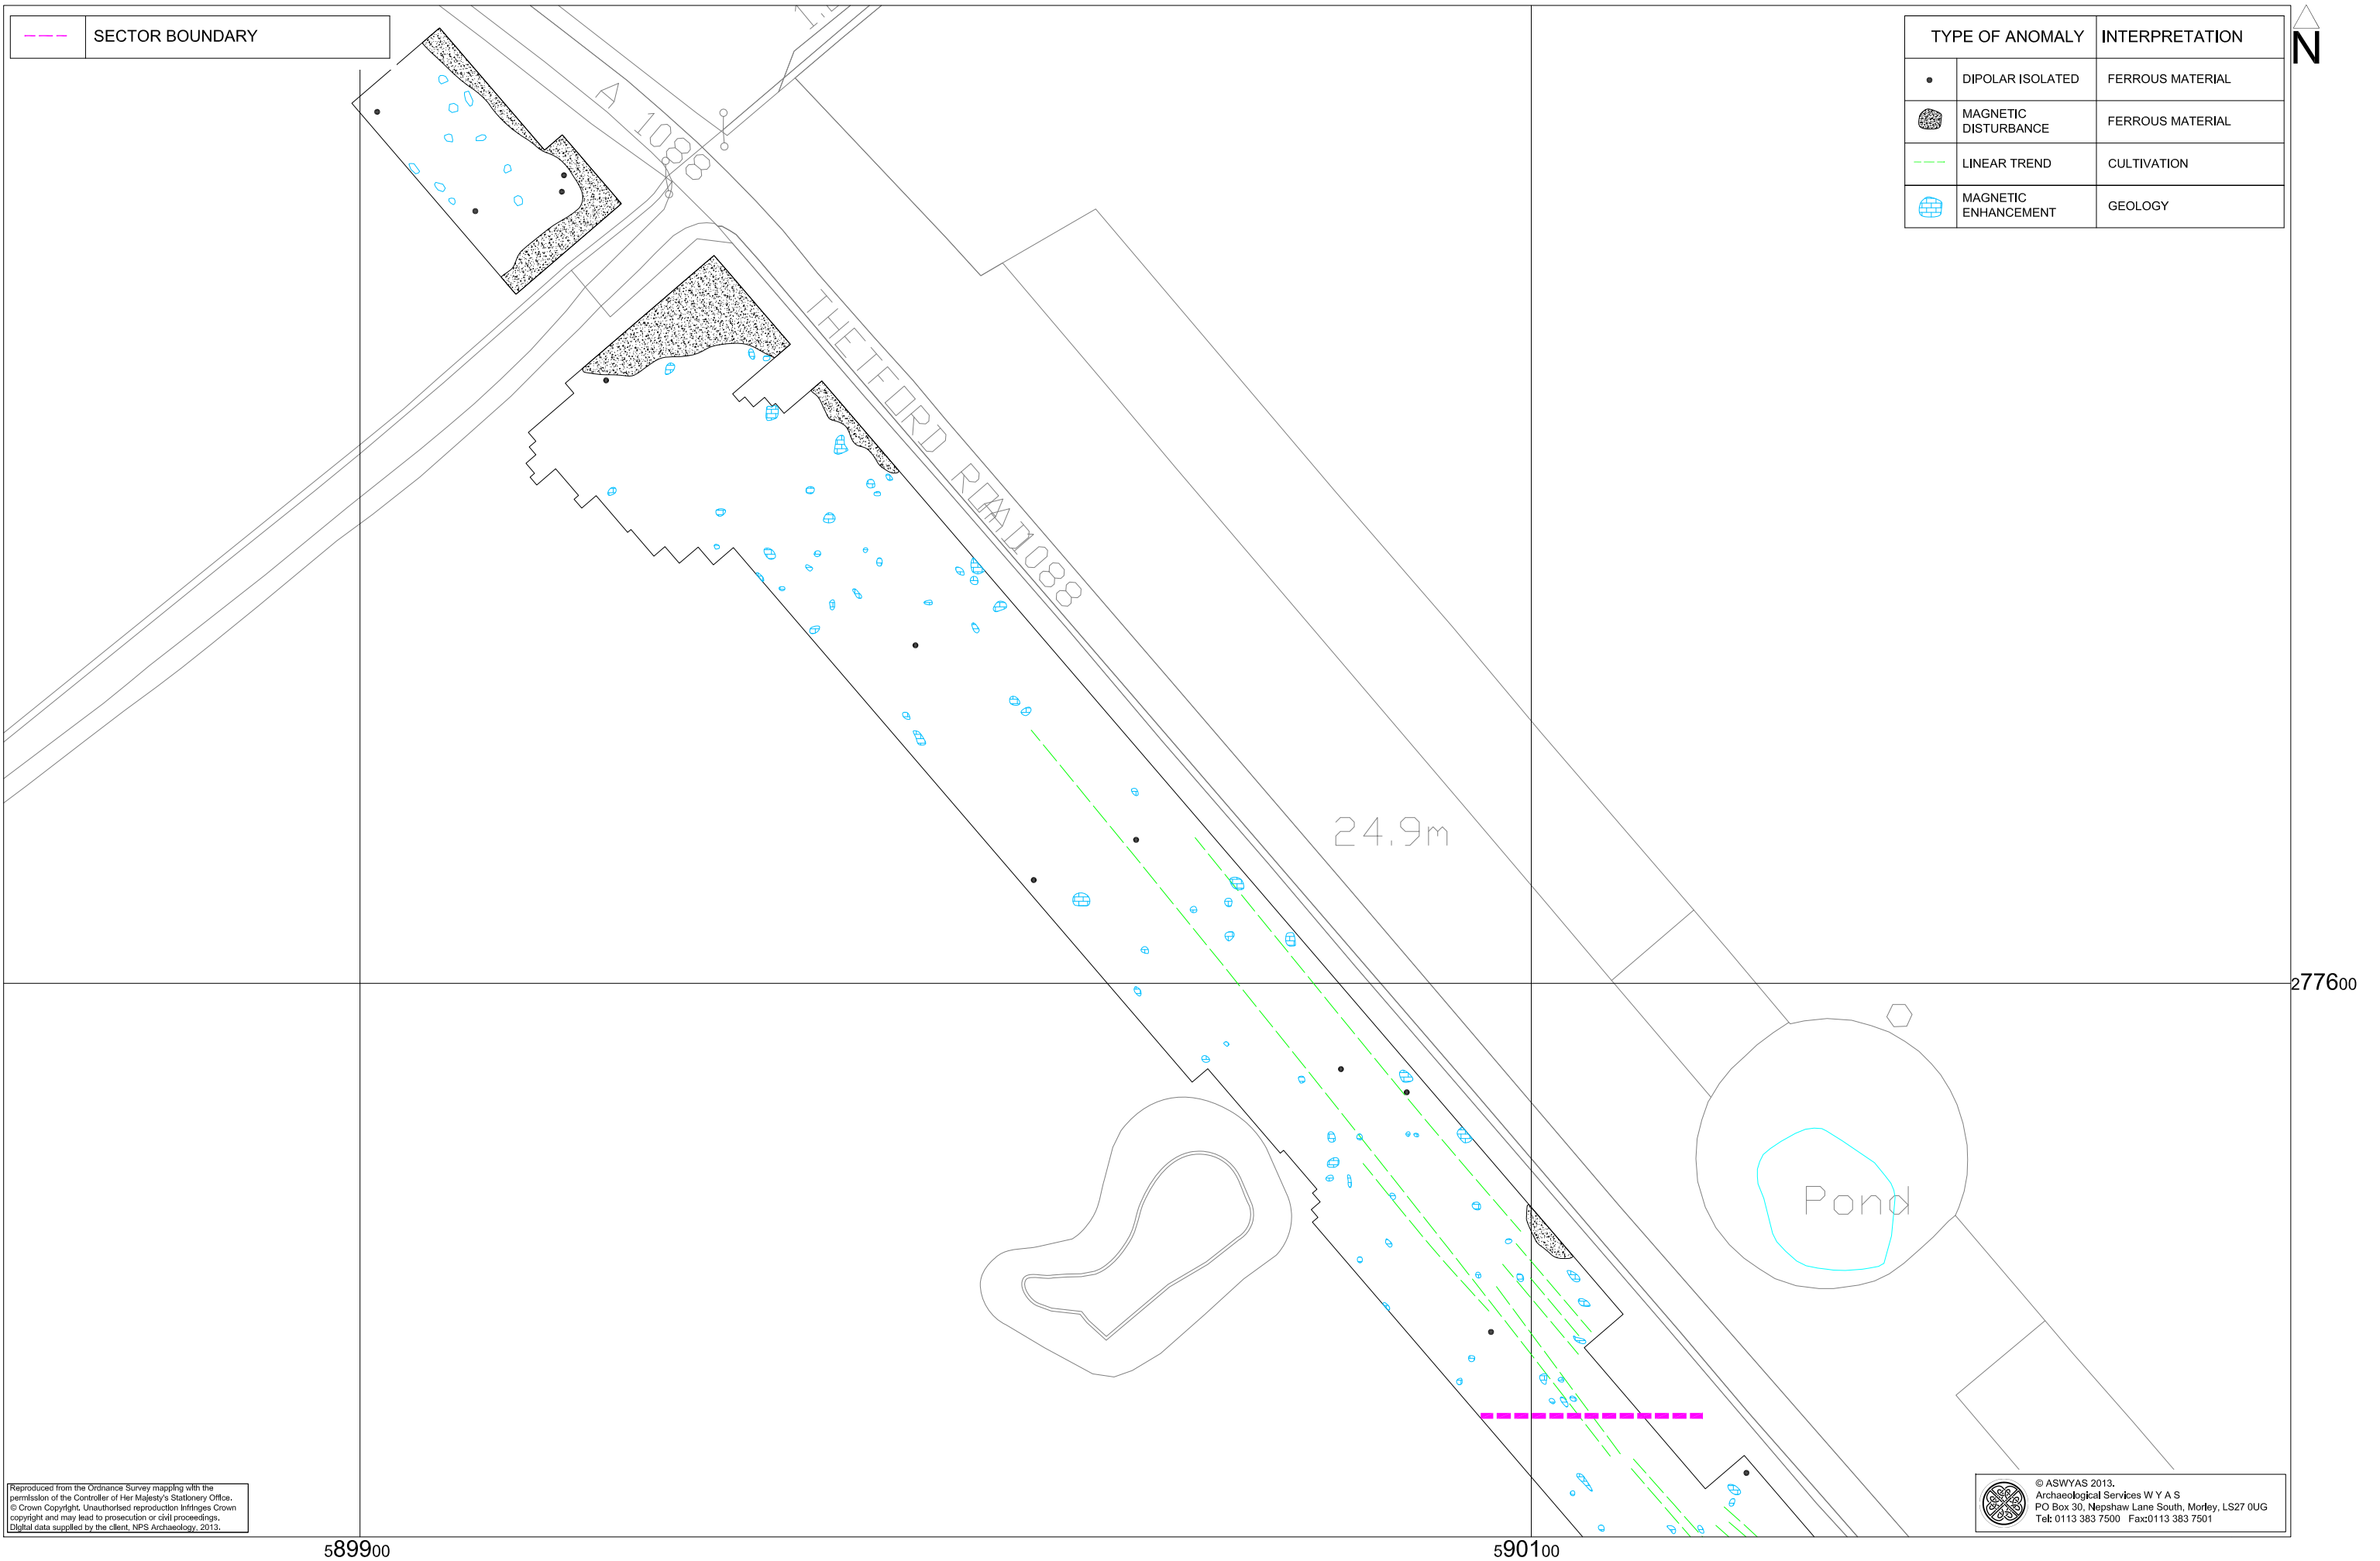 SECTOR BOUNDARY
TYPE OF ANOMALY INTERPRETATION
DIPOLAR ISOLATED FERROUS MATERIAL
MAGNETIC
DISTURBANCE
FERROUS MATERIAL
LINEAR TREND CULTIVATION
MAGNETIC
ENHANCEMENT
GEOLOGY
N
A 1088
THETFORD ROAD
A 1088
24.9m
277600
Pond
Reproduced from the Ordnance Survey mapping with the
permission of the Controller of Her Majesty's Stationery Office.
© Crown Copyright. Unauthorised reproduction infringes Crown
copyright and may lead to prosecution or civil proceedings.
Digital data supplied by the client, NPS Archaeology, 2013.
© ASWYAS 2013.
Archaeological Services W Y A S
PO Box 30, Nepshaw Lane South, Morley, LS27 0UG
Tel: 0113 383 7500 Fax:0113 383 7501
589900
590100